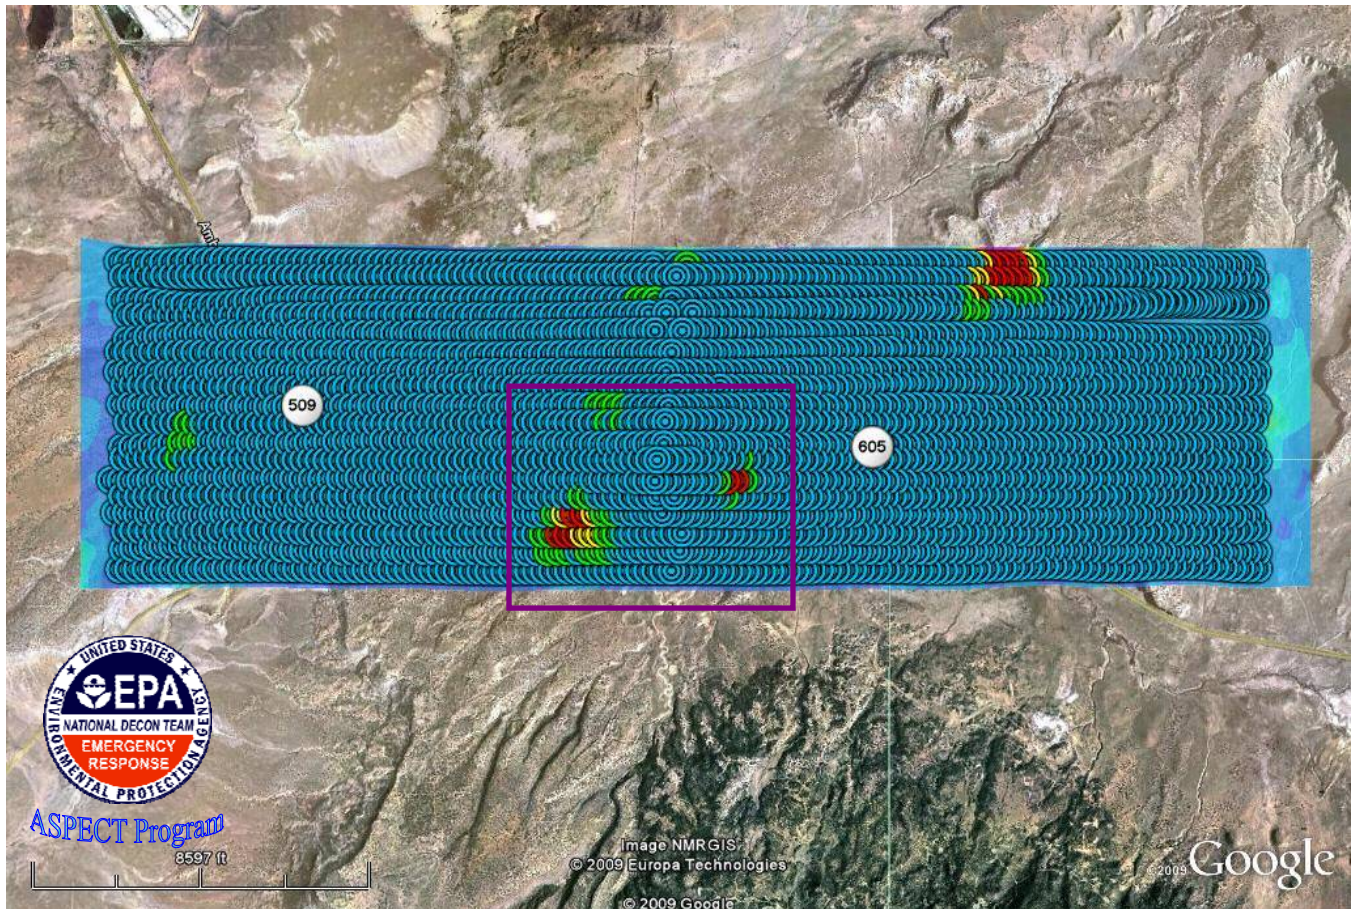 509
605
UNITED STATES
EPA
NATIONAL DECON TEAM
EMERGENCY
RESPONSE
ENVIRONMENTAL PROTECTION AGENCY
ASPECT Program
8597 ft
Image NMRGIS
© 2009 Europa Technologies
© 2009 Google
©2009 Google